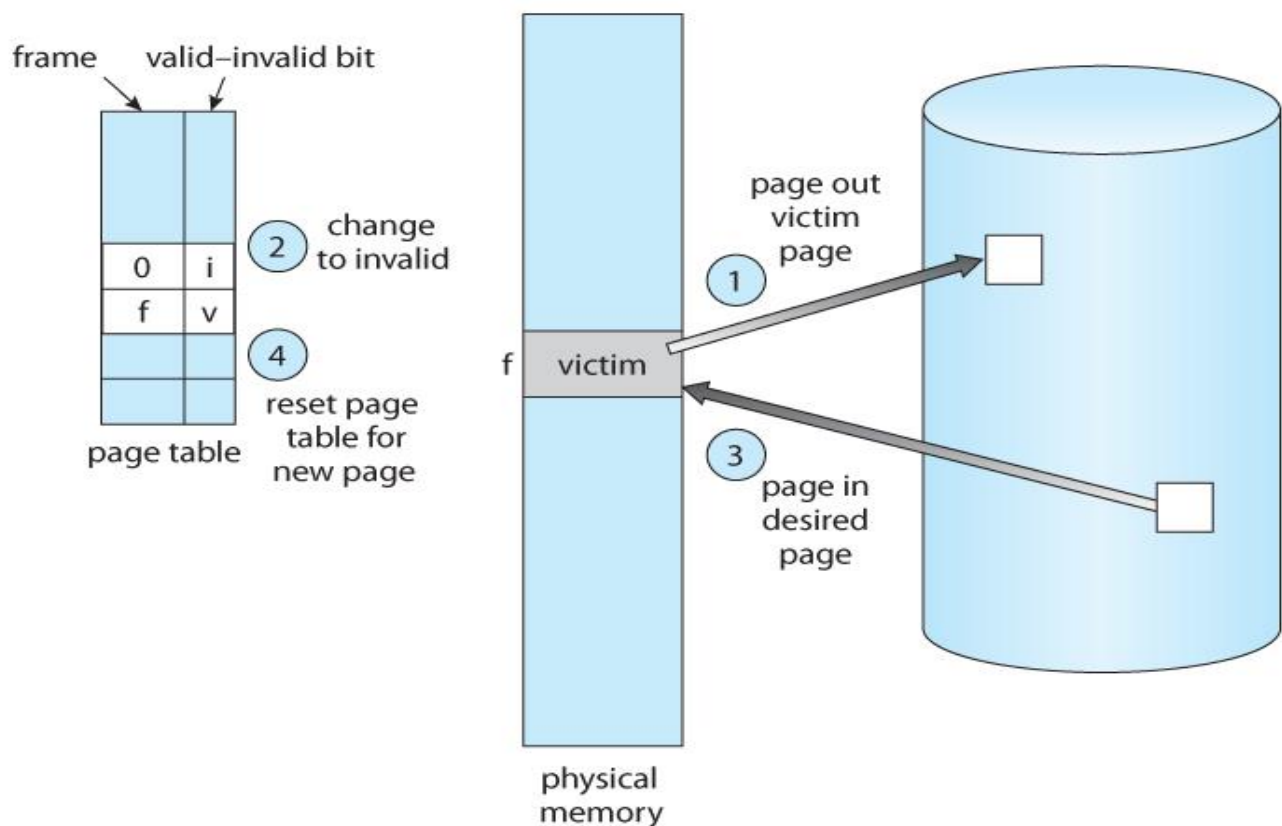 frame
valid–invalid bit
2
change
to invalid
0
i
f
v
4
reset page
table for
new page
page table
f
victim
physical
memory
page out
victim
page
1
3
page in
desired
page